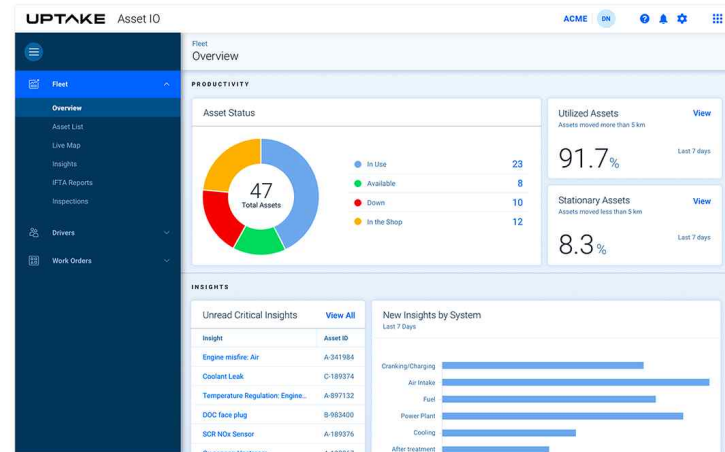 UPTAKE Asset IO
ACME DN
Fleet
Overview
Asset List
Live Map
Insights
IFTA Reports
Inspections
Drivers
Work Orders
Fleet
Overview
PRODUCTIVITY
Asset Status
47
Total Assets
In Use 23
Available 8
Down 10
In the Shop 12
Utilized Assets View
Assets moved more than 5 km
91.7% Last 7 days
Stationary Assets View
Assets moved less than 5 km
8.3% Last 7 days
INSIGHTS
Unread Critical Insights View All
Insight Asset ID
Engine misfire: Air A-341984
Coolant Leak C-189374
Temperature Regulation: Engine.. A-897132
DOC face plug B-983400
SCR NOx Sensor A-189376
New Insights by System
Last 7 Days
Cranking/Charging
Air Intake
Fuel
Power Plant
Cooling
After treatment